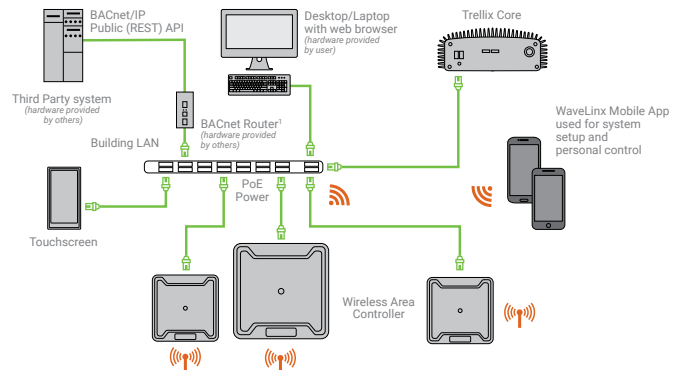 BACnet/IP
Public (REST) API
Desktop/Laptop
with web browser
(hardware provided
by user)
Trellix Core
Third Party system
(hardware provided
by others)
BACnet Router¹
(hardware provided
by others)
Building LAN
WaveLinx Mobile App
used for system
setup and
personal control
PoE
Power
Touchscreen
Wireless Area
Controller